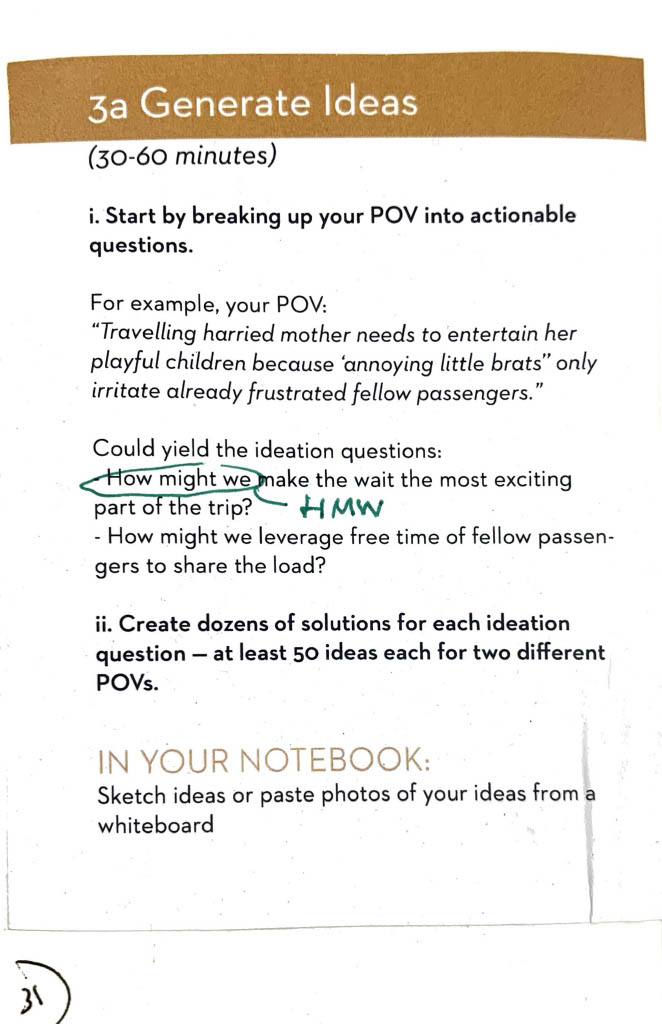 3a Generate Ideas
(30-60 minutes)
i. Start by breaking up your POV into actionable
questions.
For example, your POV:
“Travelling harried mother needs to entertain her
playful children because ‘annoying little brats” only
irritate already frustrated fellow passengers.”
Could yield the ideation questions:
- How might we make the wait the most exciting
part of the trip? HMW
- How might we leverage free time of fellow passen-
gers to share the load?
ii. Create dozens of solutions for each ideation
question — at least 50 ideas each for two different
POVs.
IN YOUR NOTEBOOK:
Sketch ideas or paste photos of your ideas from a
whiteboard
31